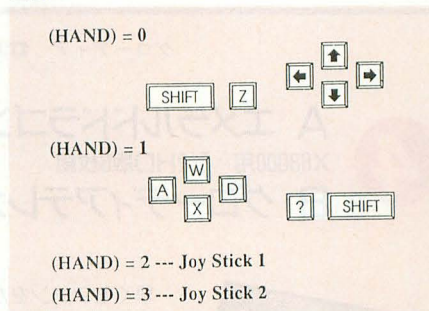 (HAND) = 0
↑
← →
SHIFT Z ↓
(HAND) = 1
W
A D
X ? SHIFT
(HAND) = 2 --- Joy Stick 1
(HAND) = 3 --- Joy Stick 2